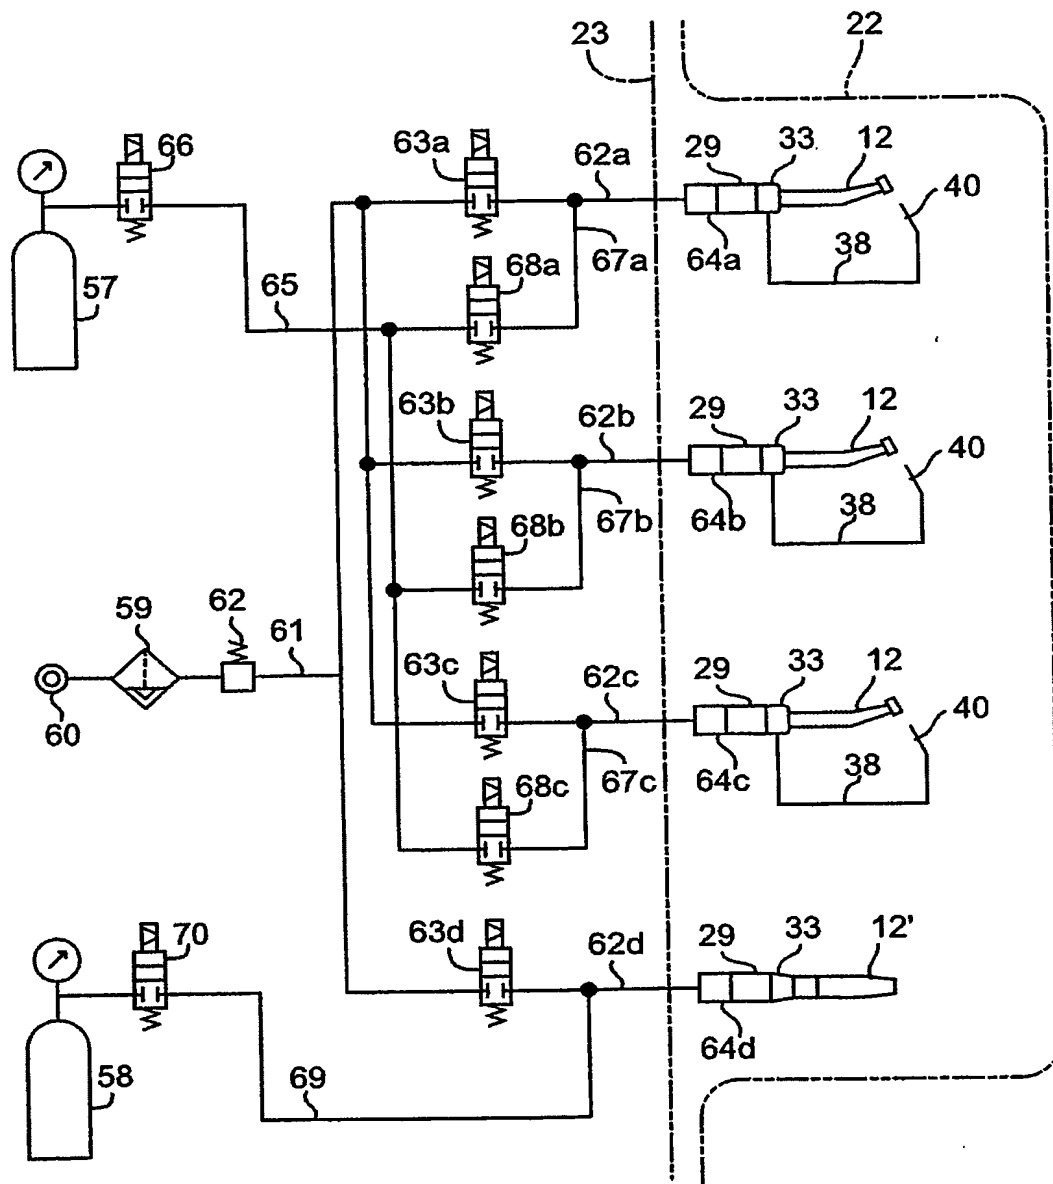 23 22
66 63a 62a 29 33 12 40
57 65 68a 67a 64a 38
63b 62b 29 33 12 40
68b 67b 64b 38
59 62 61 60
63c 62c 29 33 12 40
68c 67c 64c 38
70 63d 62d 29 33 12'
58 69 64d